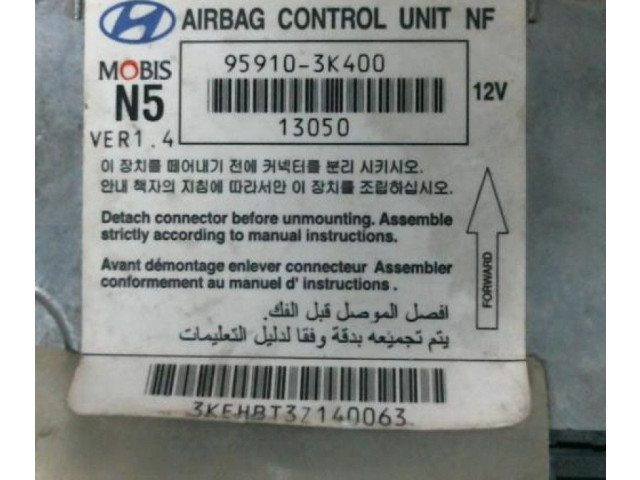 AIRBAG CONTROL UNIT NF
MOBIS
95910-3K400
N5
12V
13050
VER1.4
이 장치를 떼어내기 전에 커넥터를 분리 시키시오.
안내 책자의 지침에 따라서만 이 장치를 조립하십시오.
Detach connector before unmounting. Assemble
strictly according to manual instructions.
FORWARD
Avant démontage enlever connecteur Assembler
conformement au manuel d' instructions .
افصل الموصل قبل الفك.
يتم تجميعه بدقة وفقا لدليل التعليمات
3KEHBT3Z140063